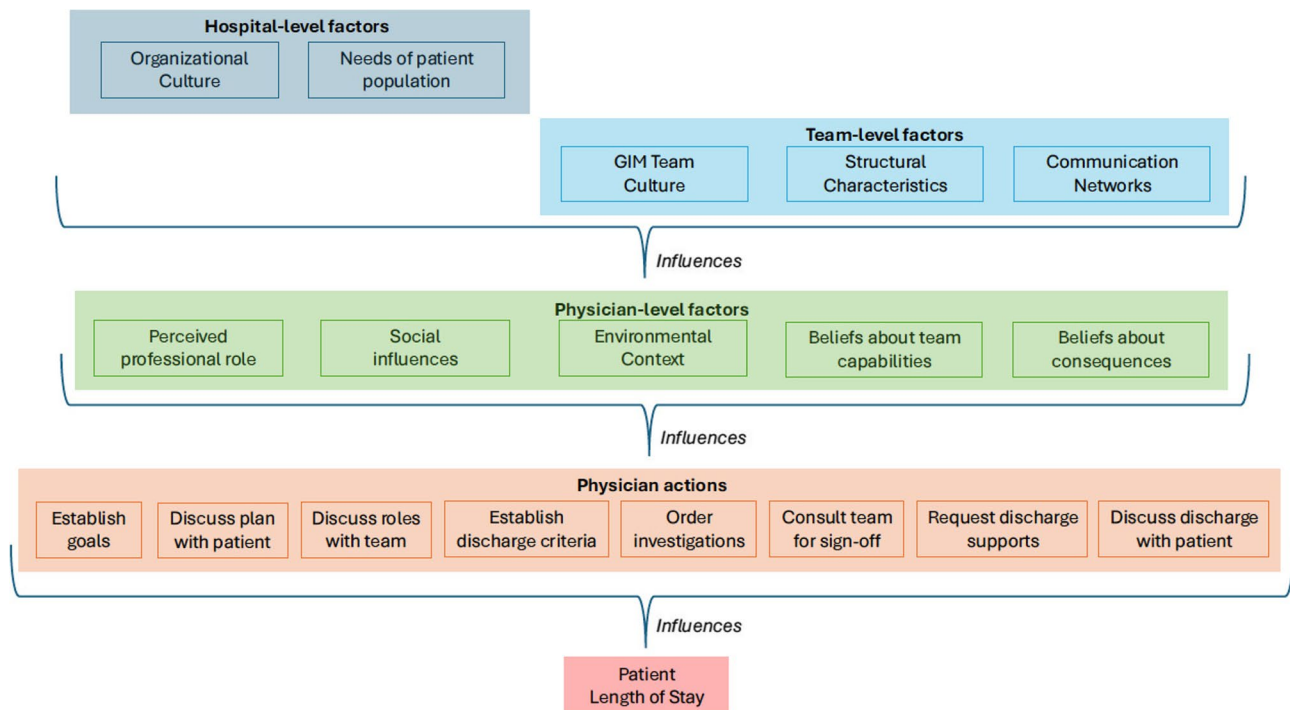 Hospital-level factors
Organizational
Culture
Needs of patient
population
Team-level factors
GIM Team
Culture
Structural
Characteristics
Communication
Networks
Influences
Physician-level factors
Perceived
professional role
Social
influences
Environmental
Context
Beliefs about team
capabilities
Beliefs about
consequences
Influences
Physician actions
Establish
goals
Discuss plan
with patient
Discuss roles
with team
Establish
discharge criteria
Order
investigations
Consult team
for sign-off
Request discharge
supports
Discuss discharge
with patient
Influences
Patient
Length of Stay